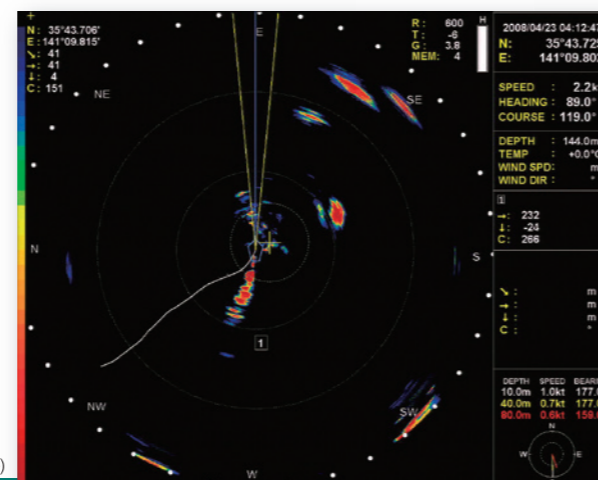 N: 35°43.706'
E: 141°09.815'
↘: 41
→: 41
↓: 4
C: 151
R: 600
T: -6
G: 3.8
MEM: 4
H
E
NE
SE
N
S
1
NW
SW
W
)
2008/04/23 04:12:47
N: 35°43.725
E: 141°09.802
SPEED : 2.2k
HEADING : 89.0°
COURSE : 119.0°
DEPTH : 144.0m
TEMP : +0.0°C
WIND SPD: m
WIND DIR : °
1
→: 232
↓: -24
C: 266
↘: m
→: m
↓: m
C: °
DEPTH SPEED BEARI
10.0m 1.0kt 177.
40.0m 0.7kt 177.
80.0m 0.6kt 159.
N
W E